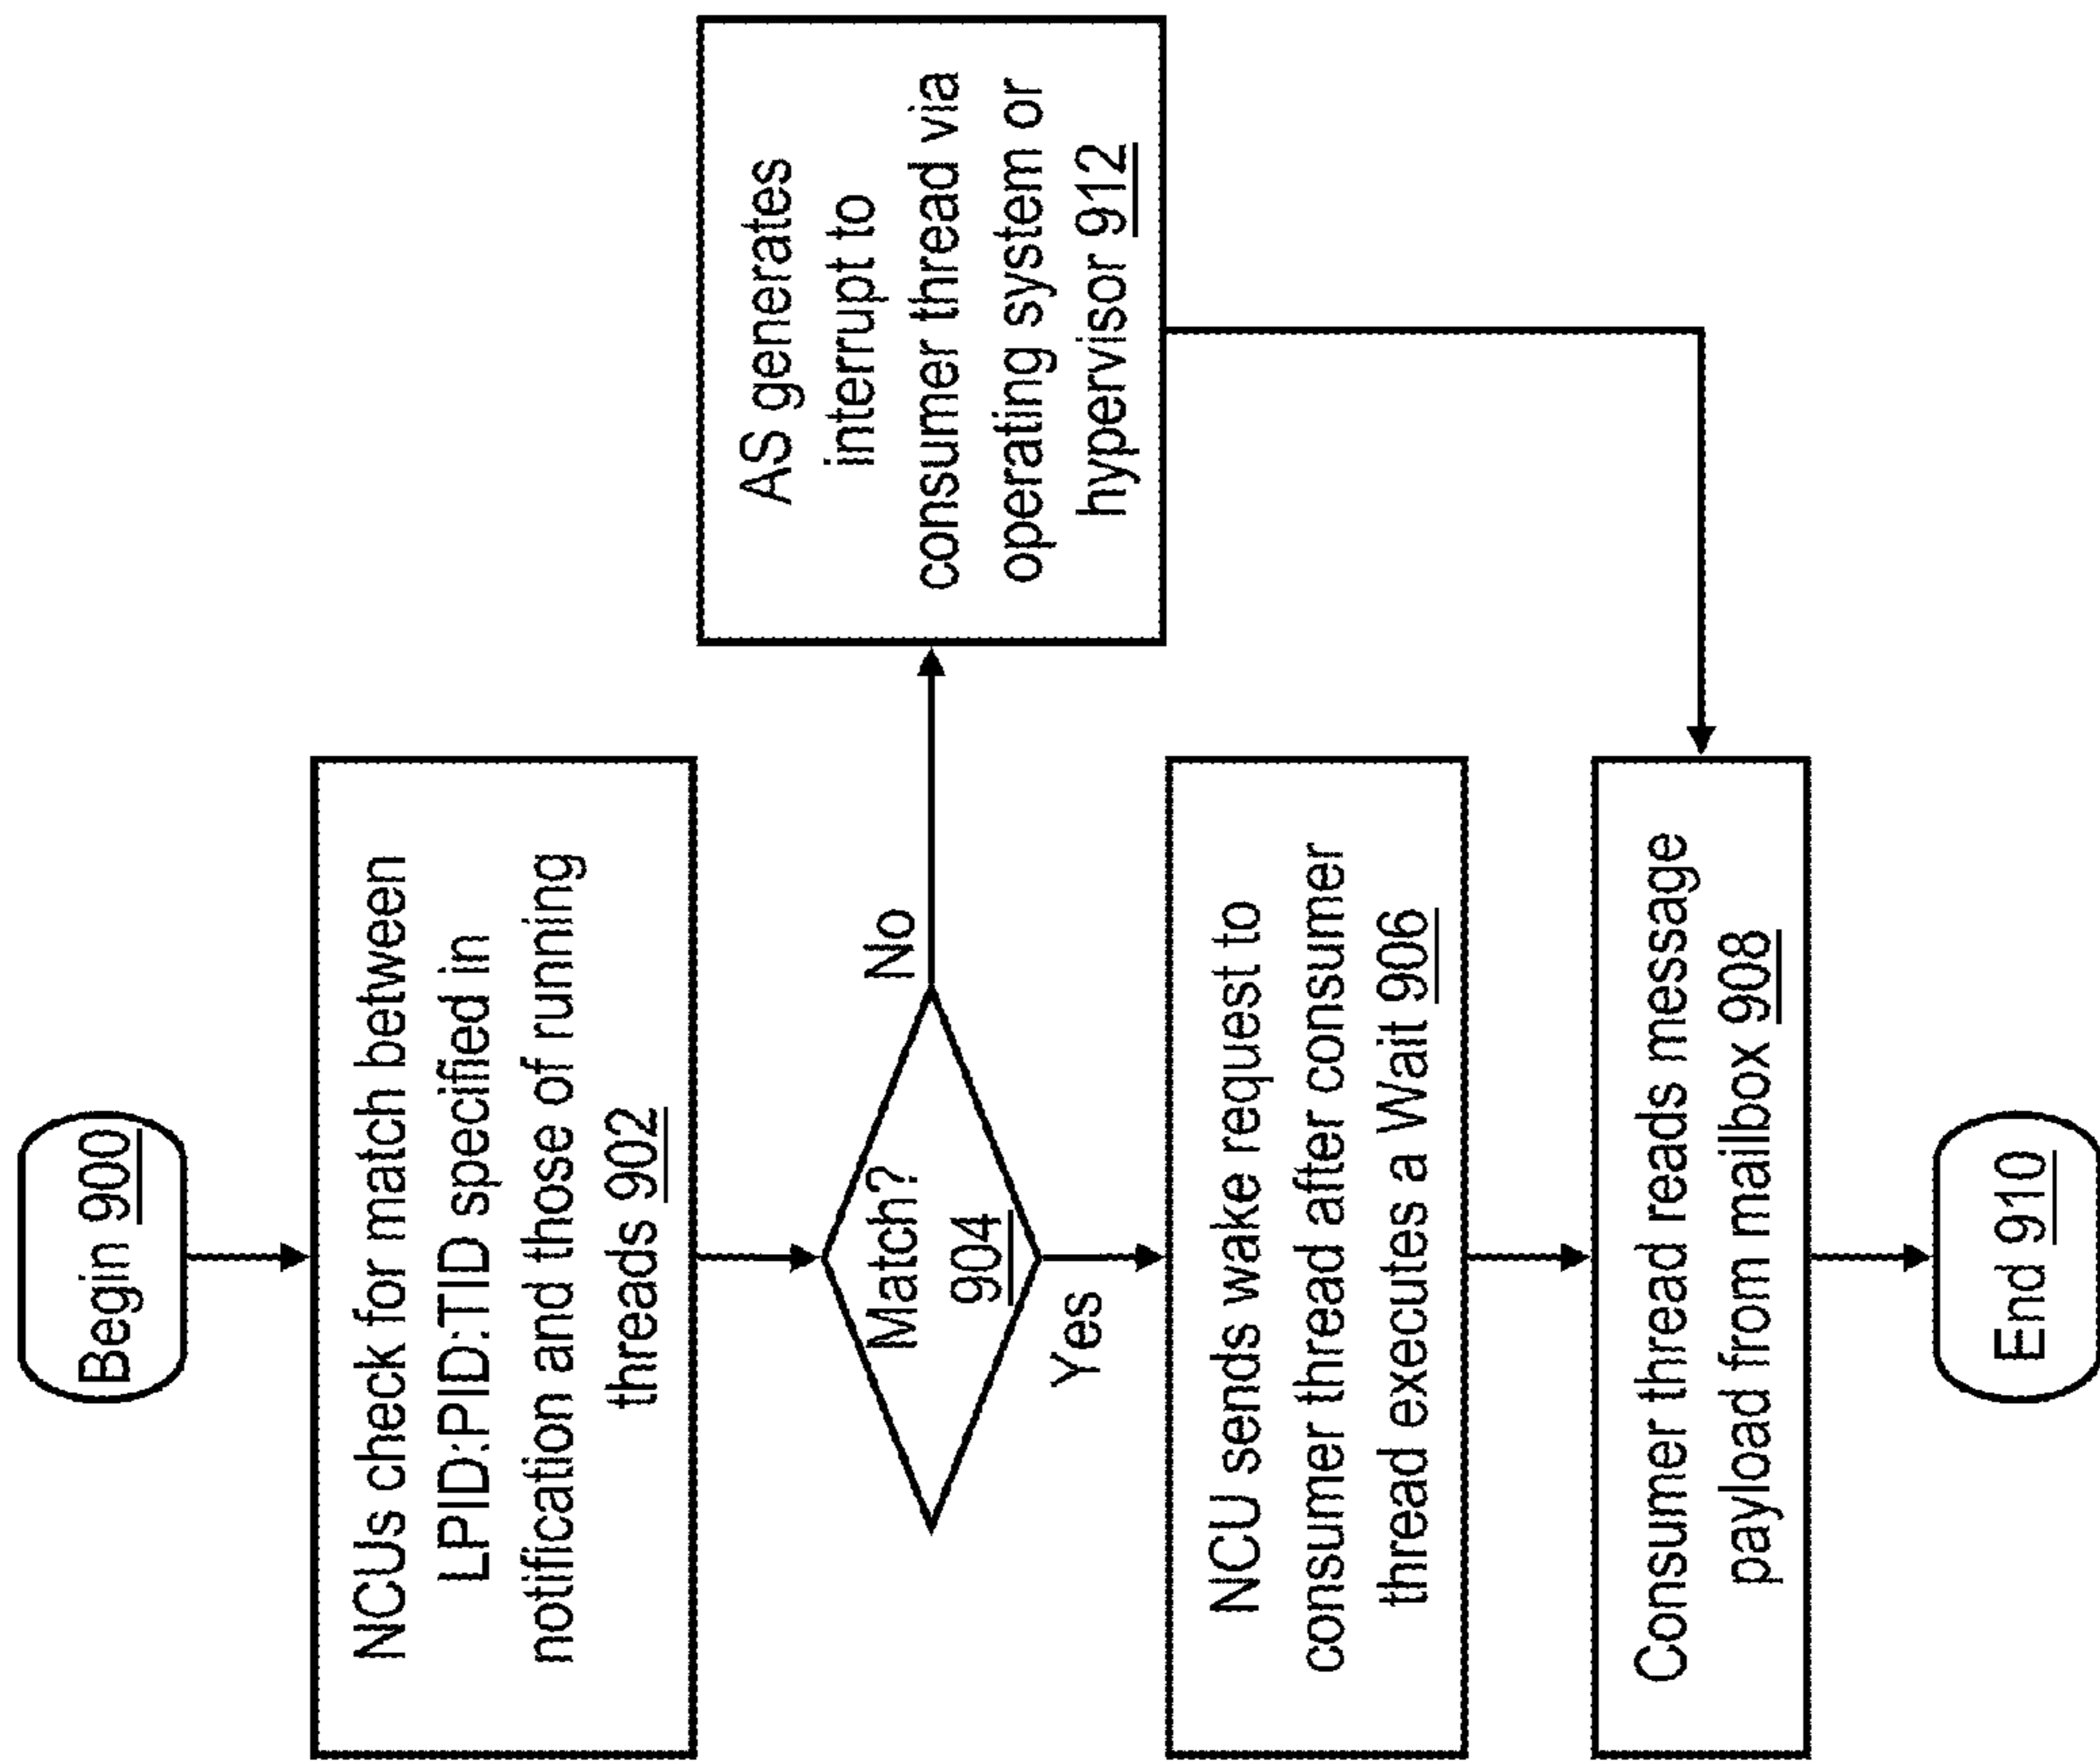 Begin 900
NCUs check for match between
LPID:PID:TID specified in
notification and those of running
threads 902
Match?
904
No
Yes
AS generates
interrupt to
consumer thread via
operating system or
hypervisor 912
NCU sends wake request to
consumer thread after consumer
thread executes a Wait 906
Consumer thread reads message
payload from mailbox 908
End 910